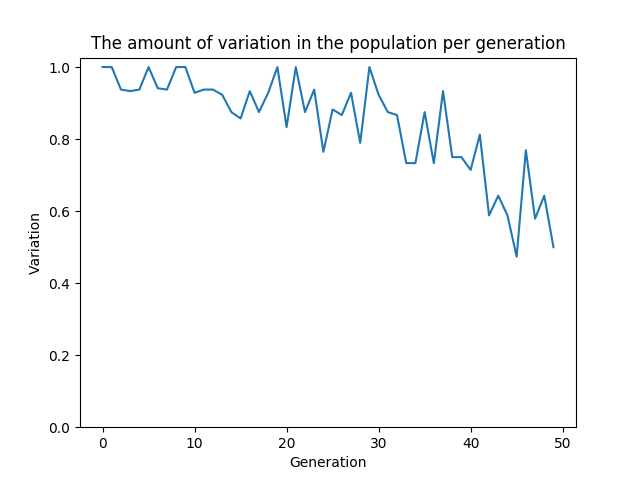 The amount of variation in the population per generation
1.0
0.8
0.6
0.4
0.2
0.0
Variation
0 10 20 30 40 50
Generation